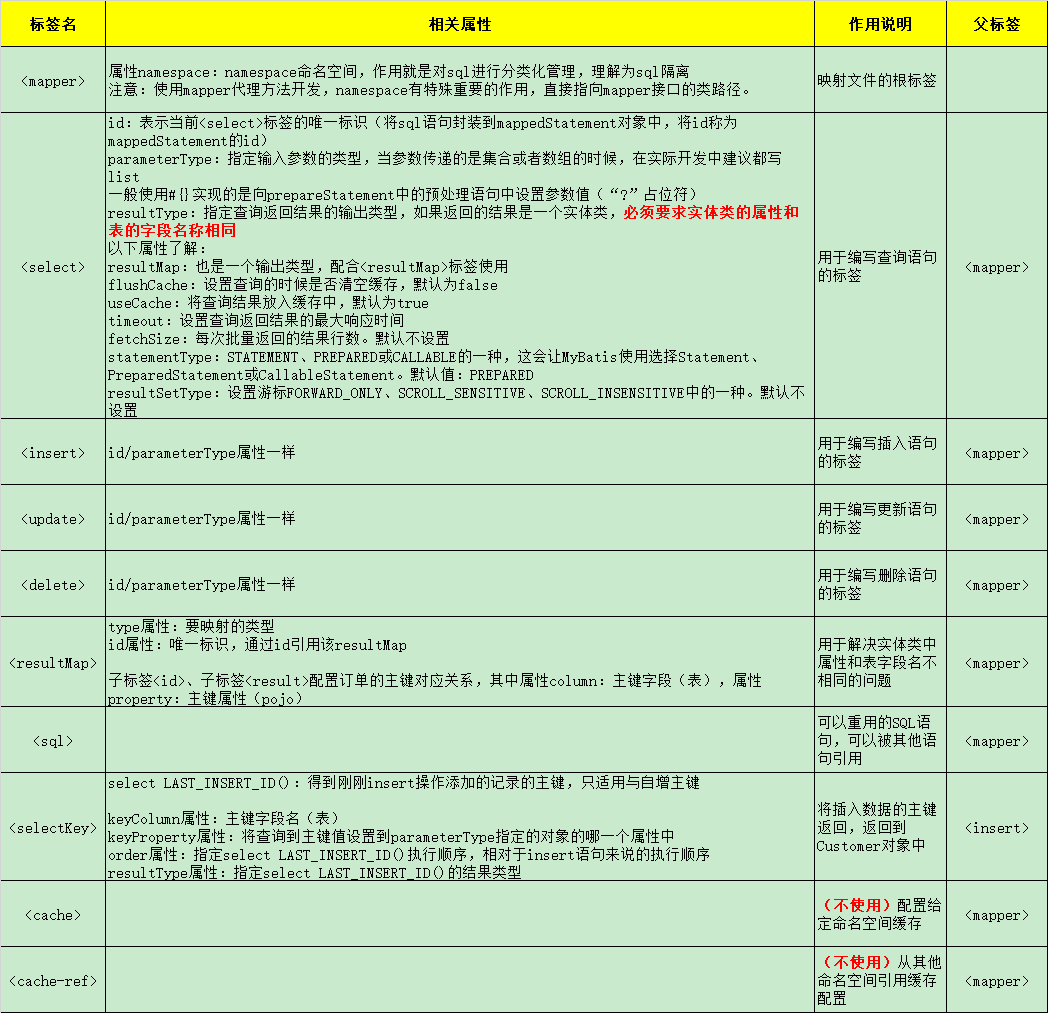 标签名 相关属性 作用说明 父标签
<mapper>
属性namespace：namespace命名空间，作用就是对sql进行分类化管理，理解为sql隔离
注意：使用mapper代理方法开发，namespace有特殊重要的作用，直接指向mapper接口的类路径。
映射文件的根标签
<select>
id：表示当前<select>标签的唯一标识（将sql语句封装到mappedStatement对象中，将id称为
mappedStatement的id）
parameterType：指定输入参数的类型，当参数传递的是集合或者数组的时候，在实际开发中建议都写
list
一般使用#{}实现的是向prepareStatement中的预处理语句中设置参数值（“?”占位符）
resultType：指定查询返回结果的输出类型，如果返回的结果是一个实体类，必须要求实体类的属性和
表的字段名称相同
以下属性了解：
resultMap：也是一个输出类型，配合<resultMap>标签使用
flushCache：设置查询的时候是否清空缓存，默认为false
useCache：将查询结果放入缓存中，默认为true
timeout：设置查询返回结果的最大响应时间
fetchSize：每次批量返回的结果行数。默认不设置
statementType：STATEMENT、PREPARED或CALLABLE的一种，这会让MyBatis使用选择Statement、
PreparedStatement或CallableStatement。默认值：PREPARED
resultSetType：设置游标FORWARD_ONLY、SCROLL_SENSITIVE、SCROLL_INSENSITIVE中的一种。默认不
设置
用于编写查询语句
的标签
<mapper>
<insert>
id/parameterType属性一样
用于编写插入语句
的标签
<mapper>
<update>
id/parameterType属性一样
用于编写更新语句
的标签
<mapper>
<delete>
id/parameterType属性一样
用于编写删除语句
的标签
<mapper>
<resultMap>
type属性：要映射的类型
id属性：唯一标识，通过id引用该resultMap
子标签<id>、子标签<result>配置订单的主键对应关系，其中属性column：主键字段（表），属性
property：主键属性（pojo）
用于解决实体类中
属性和表字段名不
相同的问题
<mapper>
<sql>
可以重用的SQL语
句，可以被其他语
句引用
<mapper>
<selectKey>
select LAST_INSERT_ID()：得到刚刚insert操作添加的记录的主键，只适用与自增主键
keyColumn属性：主键字段名（表）
keyProperty属性：将查询到主键值设置到parameterType指定的对象的哪一个属性中
order属性：指定select LAST_INSERT_ID()执行顺序，相对于insert语句来说的执行顺序
resultType属性：指定select LAST_INSERT_ID()的结果类型
将插入数据的主键
返回，返回到
Customer对象中
<insert>
<cache>
（不使用）配置给
定命名空间缓存
<mapper>
<cache-ref>
（不使用）从其他
命名空间引用缓存
配置
<mapper>